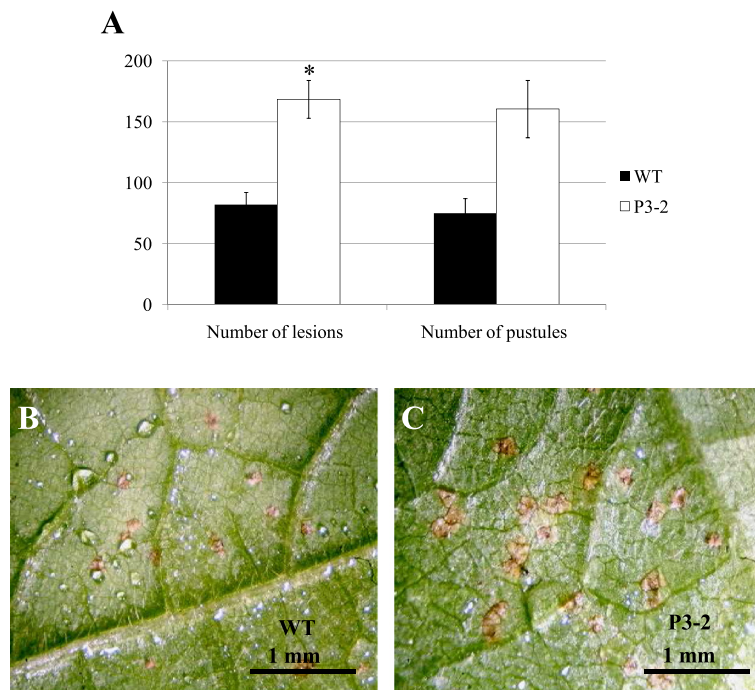 A
200
150
100
50
0
*
Number of lesions
Number of pustules
WT
P3-2
B
WT
1 mm
C
P3-2
1 mm